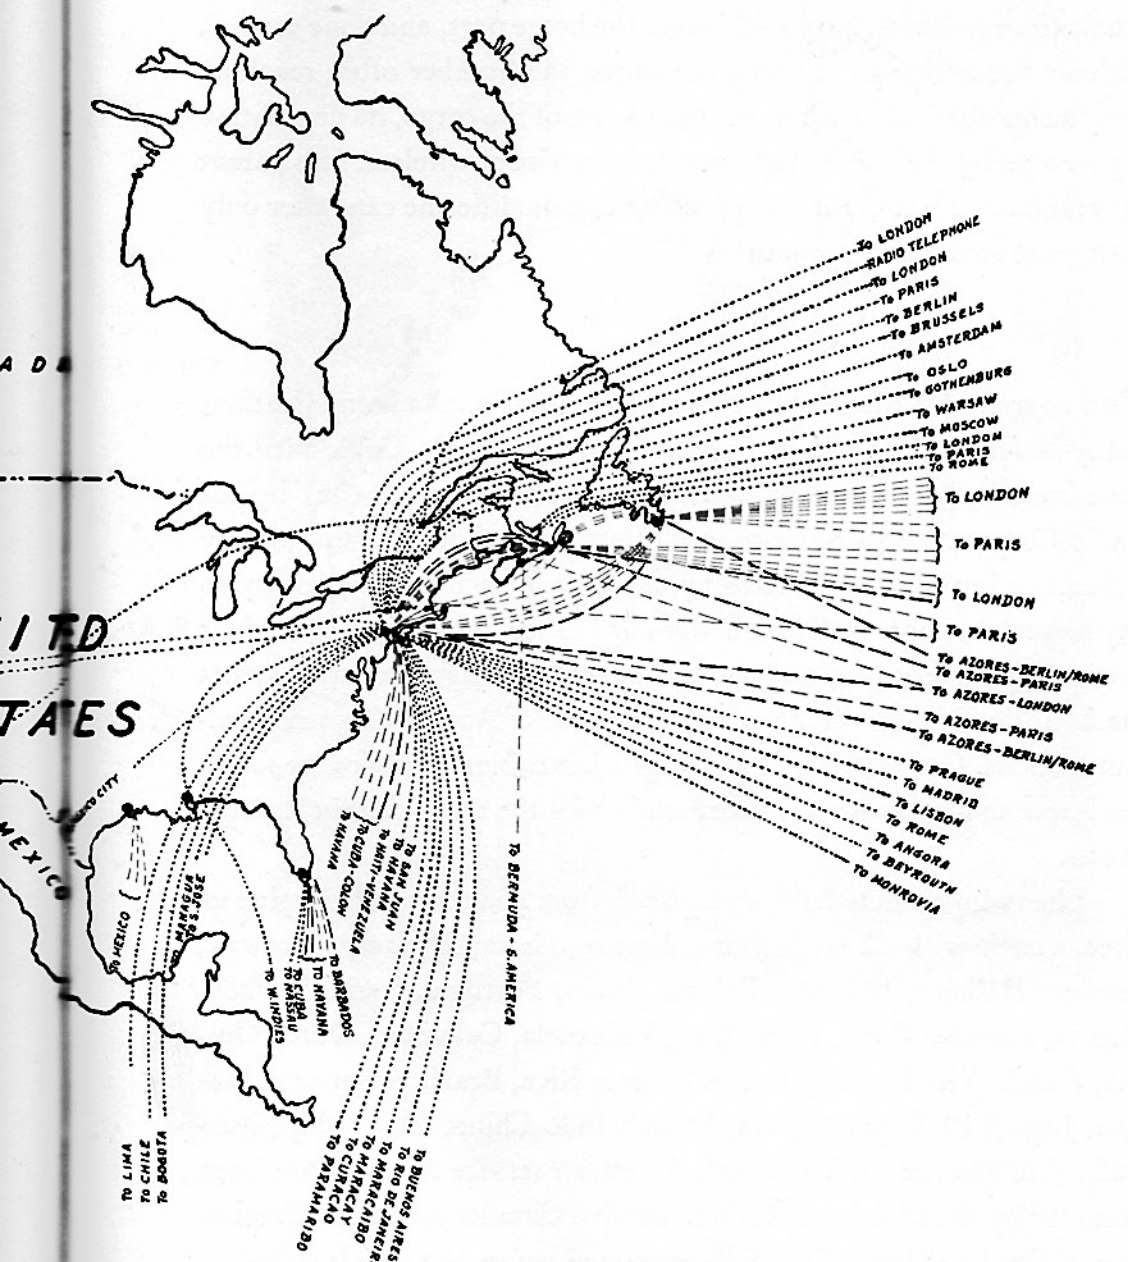 TO LONDON
RADIO TELEPHONE
TO LONDON
TO PARIS
TO BERLIN
TO BRUSSELS
TO AMSTERDAM
TO OSLO
TO GOTHENBURG
TO WARSAW
TO MOSCOW
TO LONDON
TO PARIS
TO ROME
TO LONDON
TO PARIS
TO LONDON
TO PARIS
TO AZORES-BERLIN/ROME
TO AZORES-PARIS
TO AZORES-LONDON
TO AZORES-PARIS
TO AZORES-BERLIN/ROME
TO PRAGUE
TO MADRID
TO LISBON
TO ROME
TO ANGORA
TO BEYROUTH
TO MONROVIA
ADE
ITD
TAES
CITY
MEXICO
TO MEXICO
TO MANAGUA
TO S. JOSE
TO W. INDIES
TO NASSAU
TO CUBA
TO HAVANA
TO BARBADOS
TO HAVANA
TO CUBA-COLON
TO HAITI-VENEZUELA
TO HAVANA
TO SAN JUAN
TO BERMUDA - S. AMERICA
TO LIMA
TO CHILE
TO BOGOTA
TO PARAMARIBO
TO CURACAO
TO MARACAY
TO MARACAIBO
TO RIO DE JANEIR
TO BUENOS AIRES